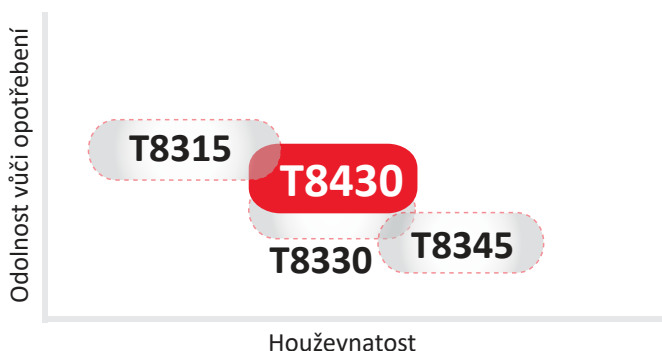 Odolnost vůči opotřebení
T8315
T8430
T8330
T8345
Houževnatost